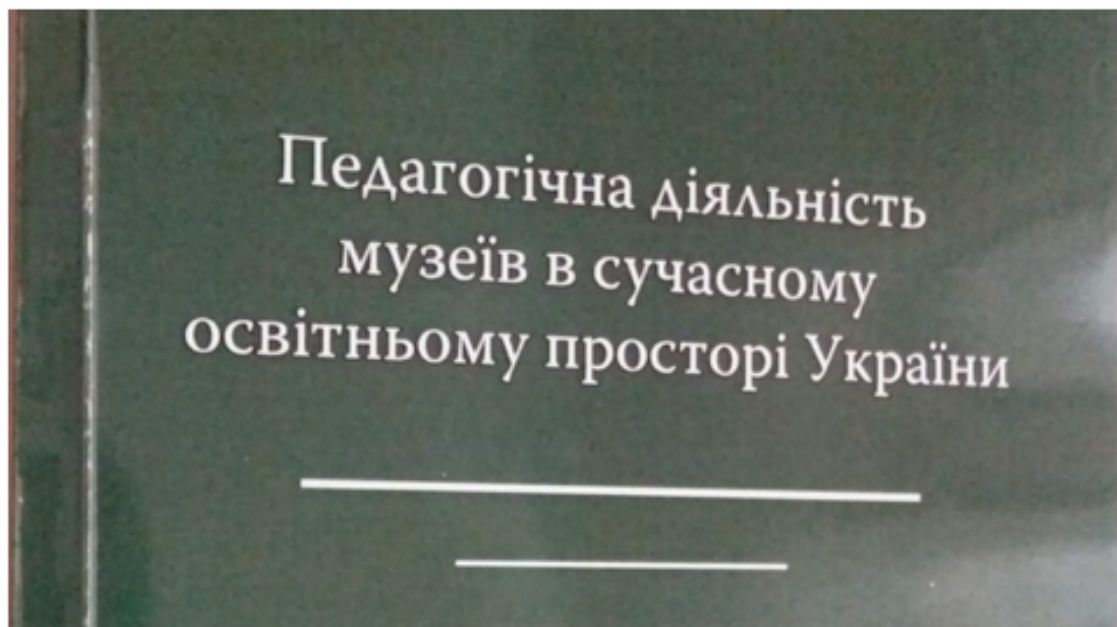 Педагогічна діяльність
музеїв в сучасному
освітньому просторі України